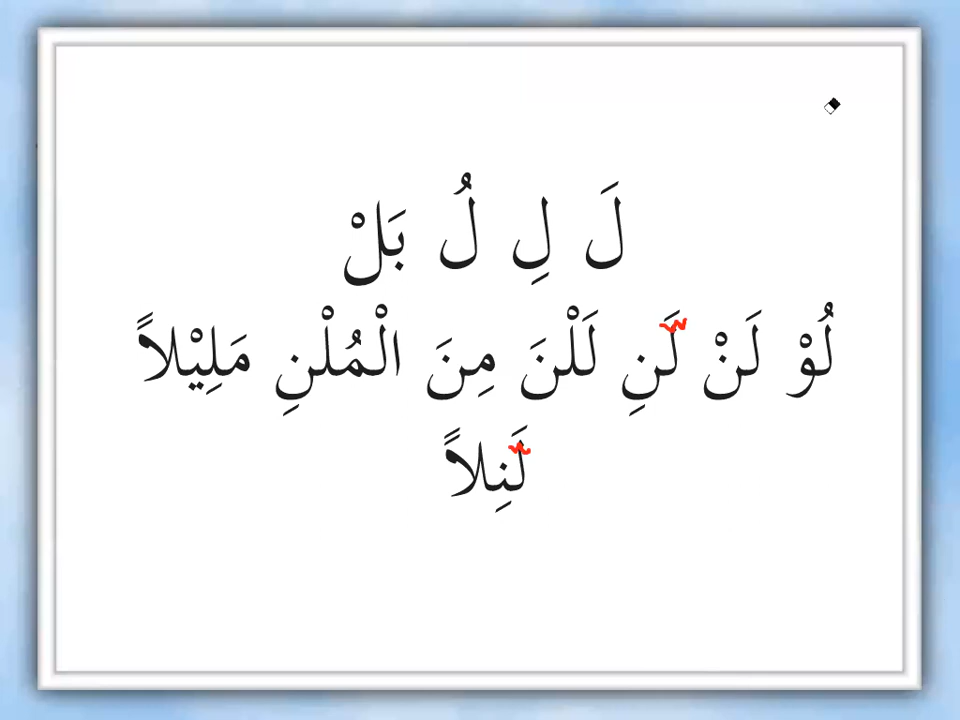 لَ لِ لُ بَلْ
لُوْ لَنْ لَّنِ لَلْنَ مِنَ الْمُلْنِ مَلِيْلاً
لَّنِلاً